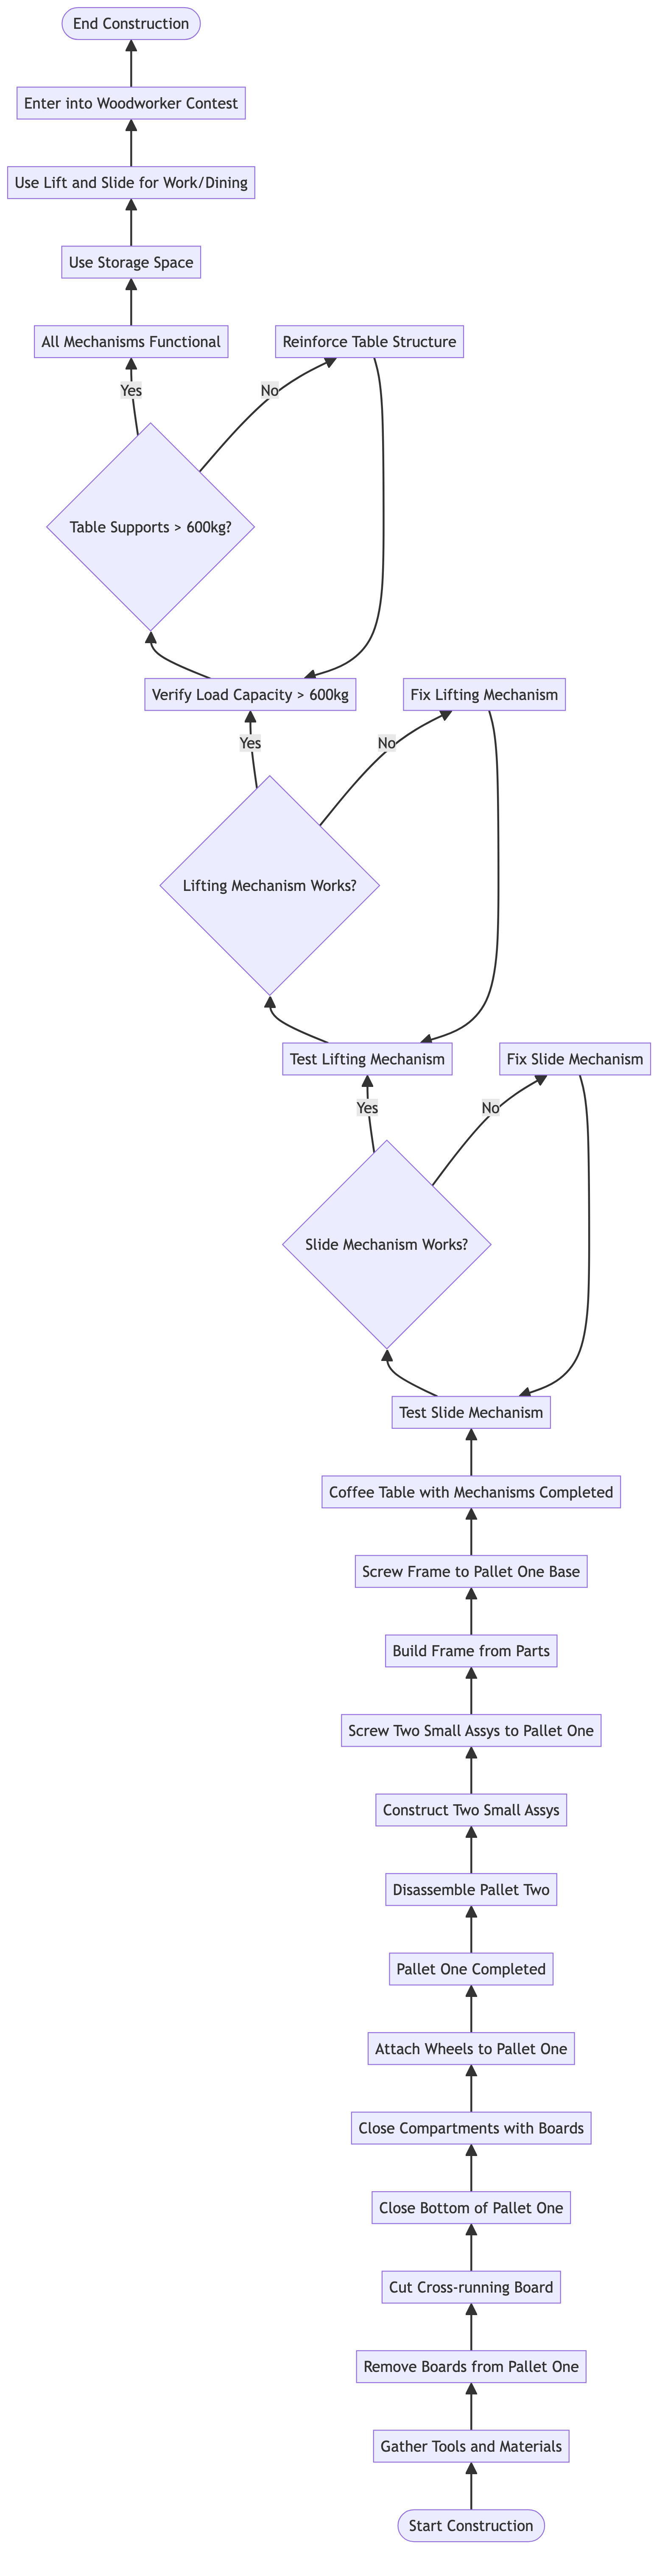 End Construction
Enter into Woodworker Contest
Use Lift and Slide for Work/Dining
Use Storage Space
All Mechanisms Functional
Reinforce Table Structure
Yes
No
Table Supports > 600kg?
Verify Load Capacity > 600kg
Fix Lifting Mechanism
Yes
No
Lifting Mechanism Works?
Test Lifting Mechanism
Fix Slide Mechanism
Yes
No
Slide Mechanism Works?
Test Slide Mechanism
Coffee Table with Mechanisms Completed
Screw Frame to Pallet One Base
Build Frame from Parts
Screw Two Small Assys to Pallet One
Construct Two Small Assys
Disassemble Pallet Two
Pallet One Completed
Attach Wheels to Pallet One
Close Compartments with Boards
Close Bottom of Pallet One
Cut Cross-running Board
Remove Boards from Pallet One
Gather Tools and Materials
Start Construction